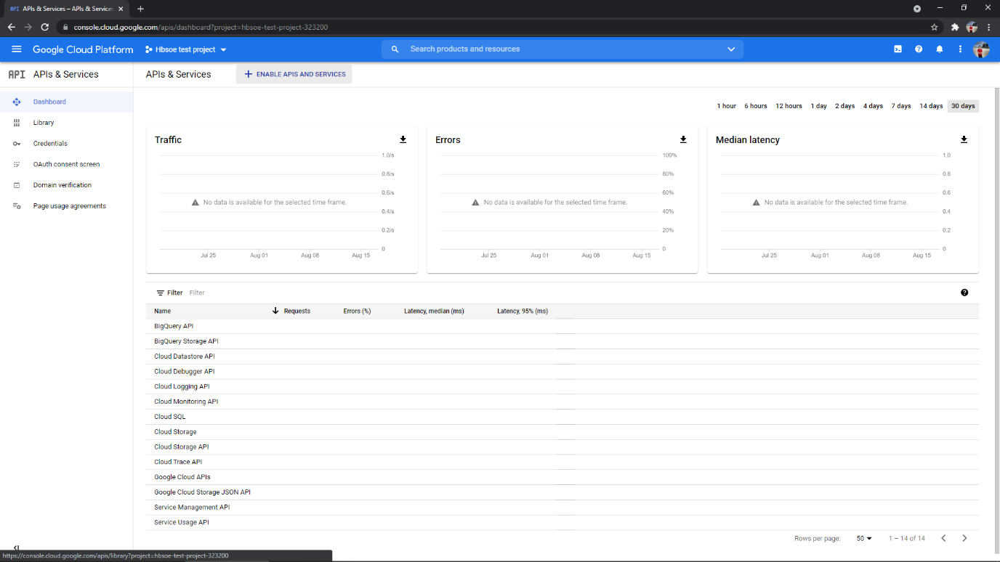 API APIs & Services – APIs & Services
console.cloud.google.com/apis/dashboard?project=hbsoe-test-project-323200
Google Cloud Platform Hbsoe test project Search products and resources
API APIs & Services
APIs & Services ENABLE APIS AND SERVICES
Dashboard
Library
Credentials
OAuth consent screen
Domain verification
Page usage agreements
1 hour 6 hours 12 hours 1 day 2 days 4 days 7 days 14 days 30 days
Traffic
1.0/s
0.8/s
0.6/s
No data is available for the selected time frame.
0.4/s
0.2/s
0
Jul 25 Aug 01 Aug 08 Aug 15
Errors
100%
80%
60%
No data is available for the selected time frame.
40%
20%
0
Jul 25 Aug 01 Aug 08 Aug 15
Median latency
1.0
0.8
0.6
No data is available for the selected time frame.
0.4
0.2
0
Jul 25 Aug 01 Aug 08 Aug 15
Filter Filter
Name Requests Errors (%) Latency, median (ms) Latency, 95% (ms)
BigQuery API
BigQuery Storage API
Cloud Datastore API
Cloud Debugger API
Cloud Logging API
Cloud Monitoring API
Cloud SQL
Cloud Storage
Cloud Storage API
Cloud Trace API
Google Cloud APIs
Google Cloud Storage JSON API
Service Management API
Service Usage API
Rows per page: 50 1 – 14 of 14
https://console.cloud.google.com/apis/library?project=hbsoe-test-project-323200